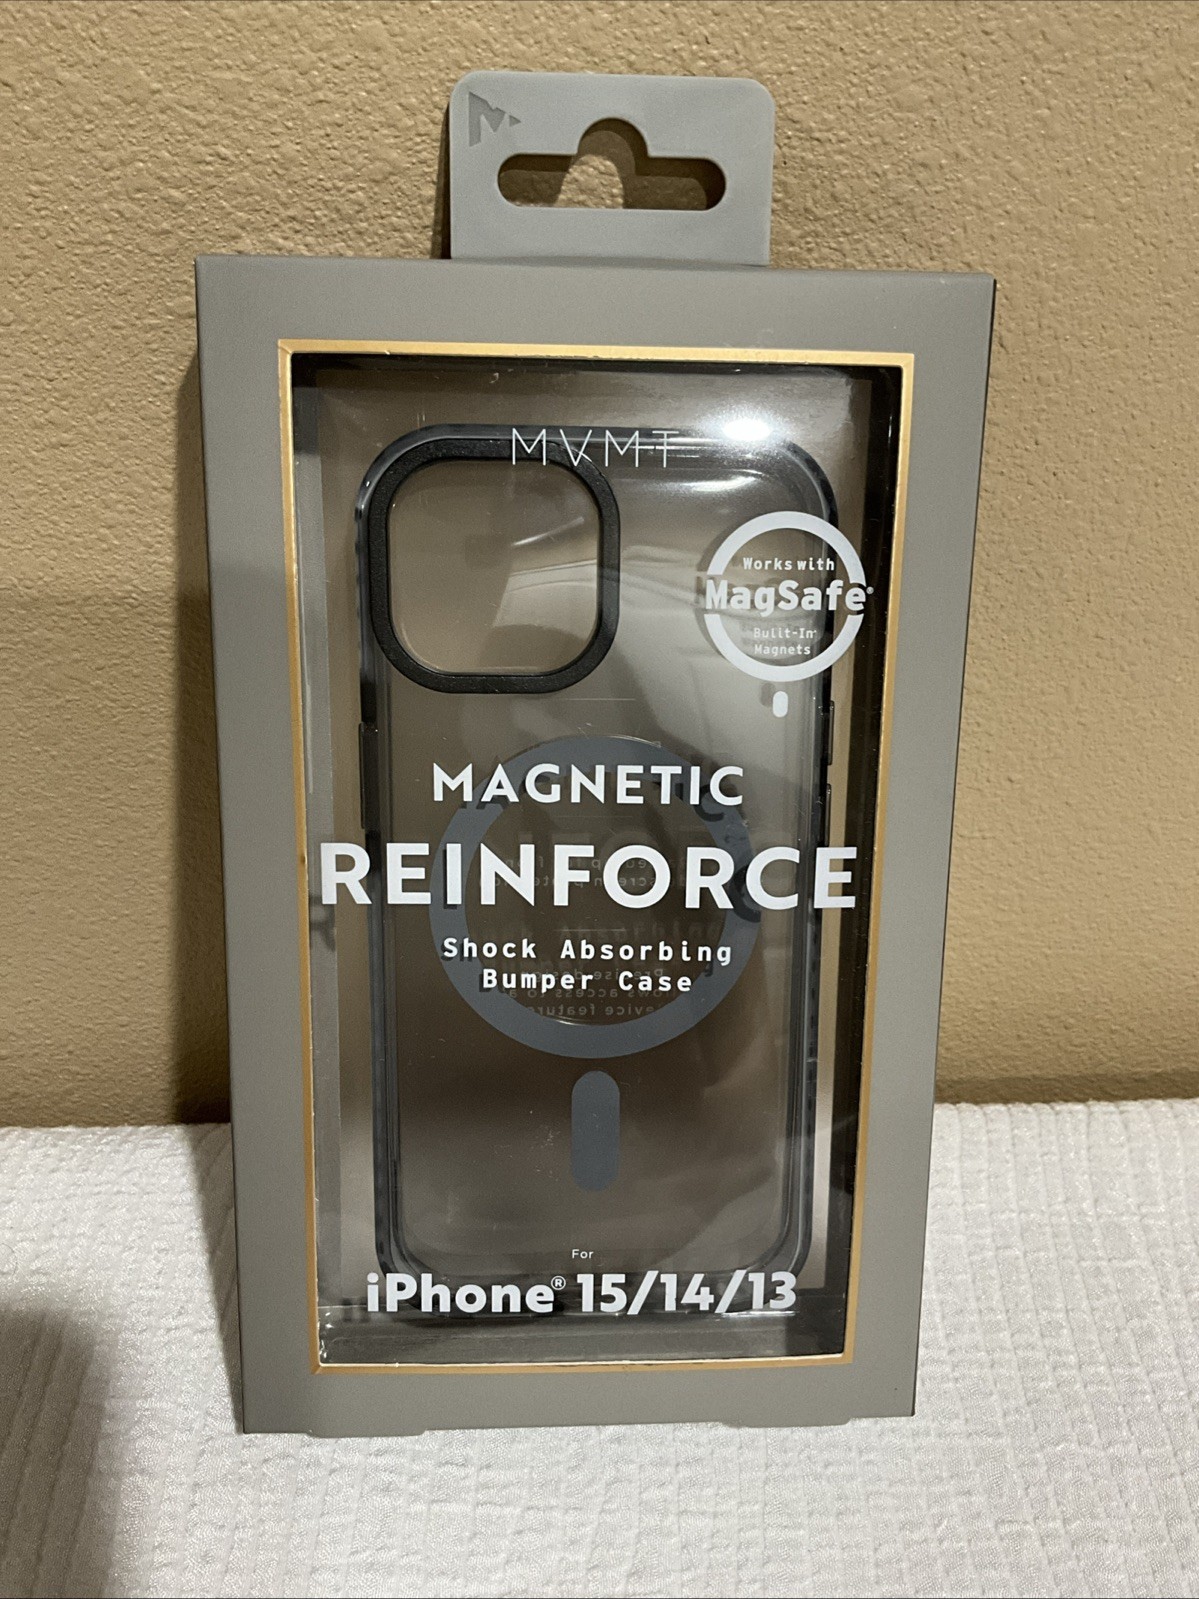 MVMT
Works with
MagSafe®
Built-In
Magnets
MAGNETIC
REINFORCE
Shock Absorbing
Bumper Case
For
iPhone® 15/14/13